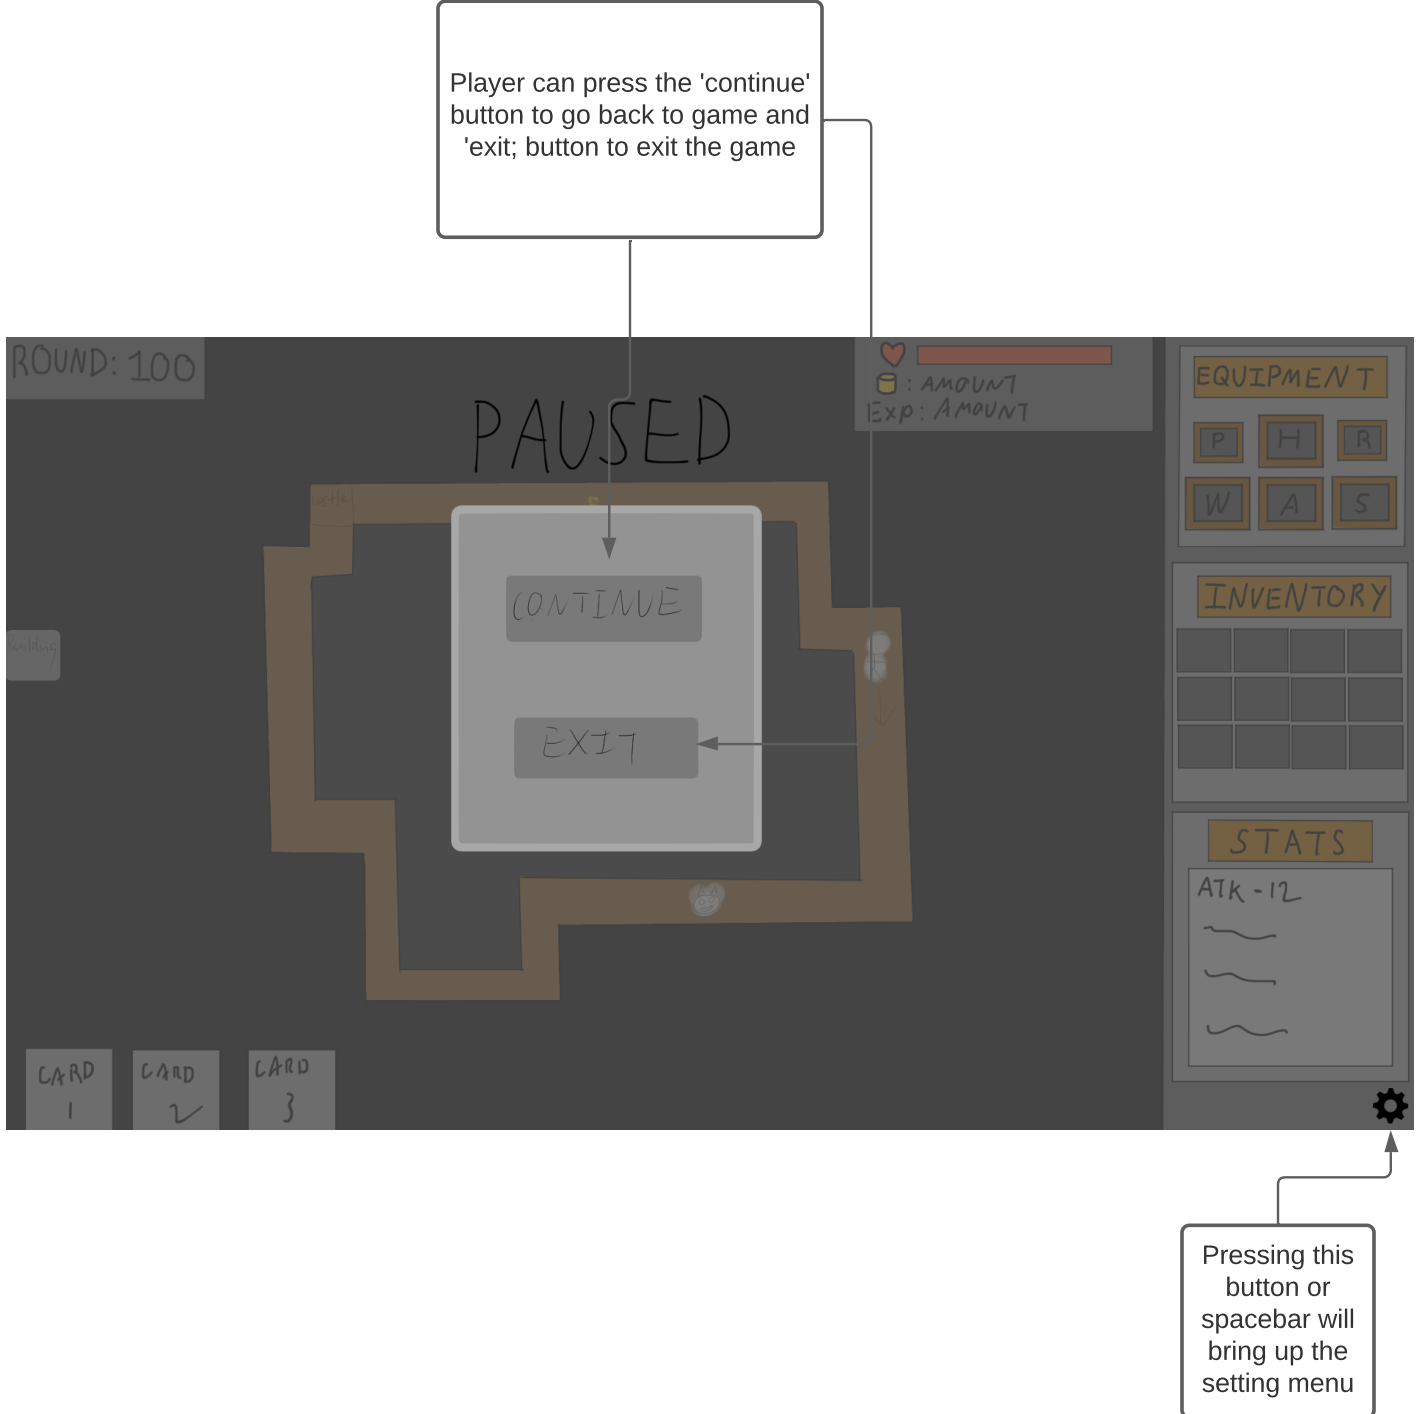 Player can press the 'continue'
button to go back to game and
'exit; button to exit the game
ROUND: 100
: AMOUNT
Exp: AMOUNT
PAUSED
EQUIPMENT
P H R
W A S
CONTINUE
INVENTORY
Building
EXIT
STATS
ATK - 12
CARD
1
CARD
2
CARD
3
Pressing this
button or
spacebar will
bring up the
setting menu